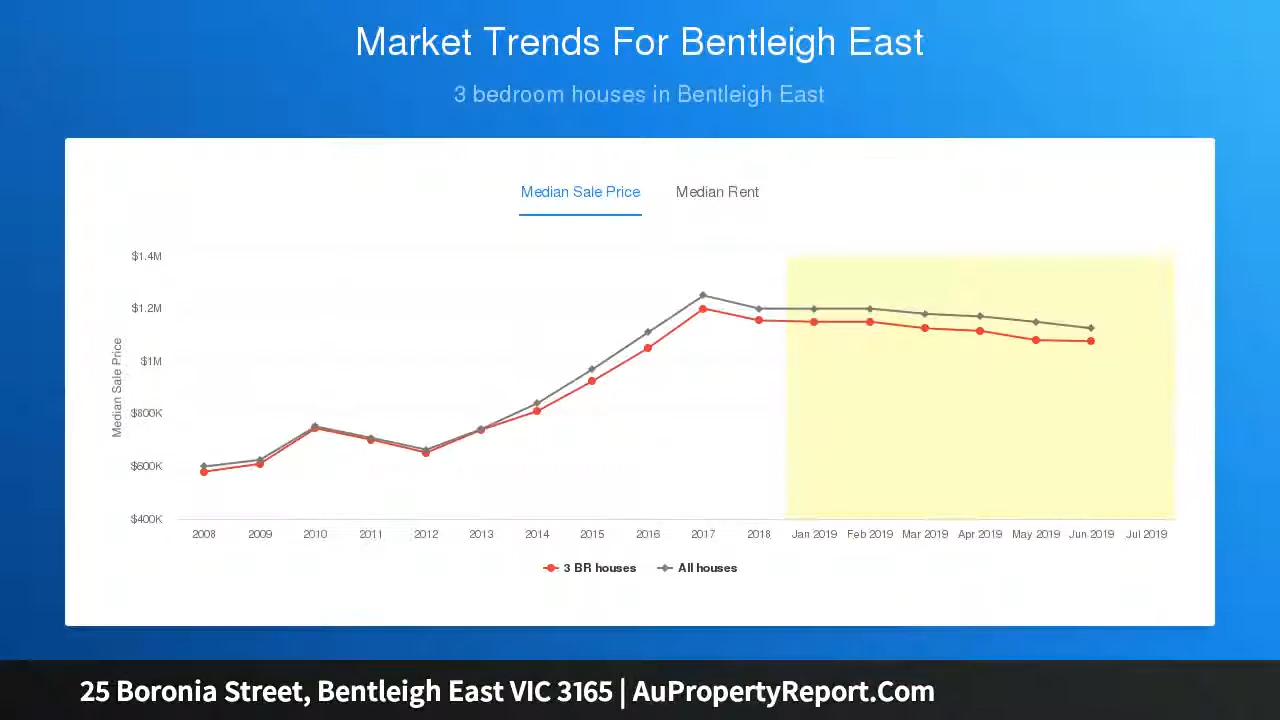 Market Trends For Bentleigh East
3 bedroom houses in Bentleigh East
Median Sale Price Median Rent
Median Sale Price
$1.4M
$1.2M
$1M
$800K
$600K
$400K
2008 2009 2010 2011 2012 2013 2014 2015 2016 2017 2018 Jan 2019 Feb 2019 Mar 2019 Apr 2019 May 2019 Jun 2019 Jul 2019
3 BR houses All houses
25 Boronia Street, Bentleigh East VIC 3165 | AuPropertyReport.Com